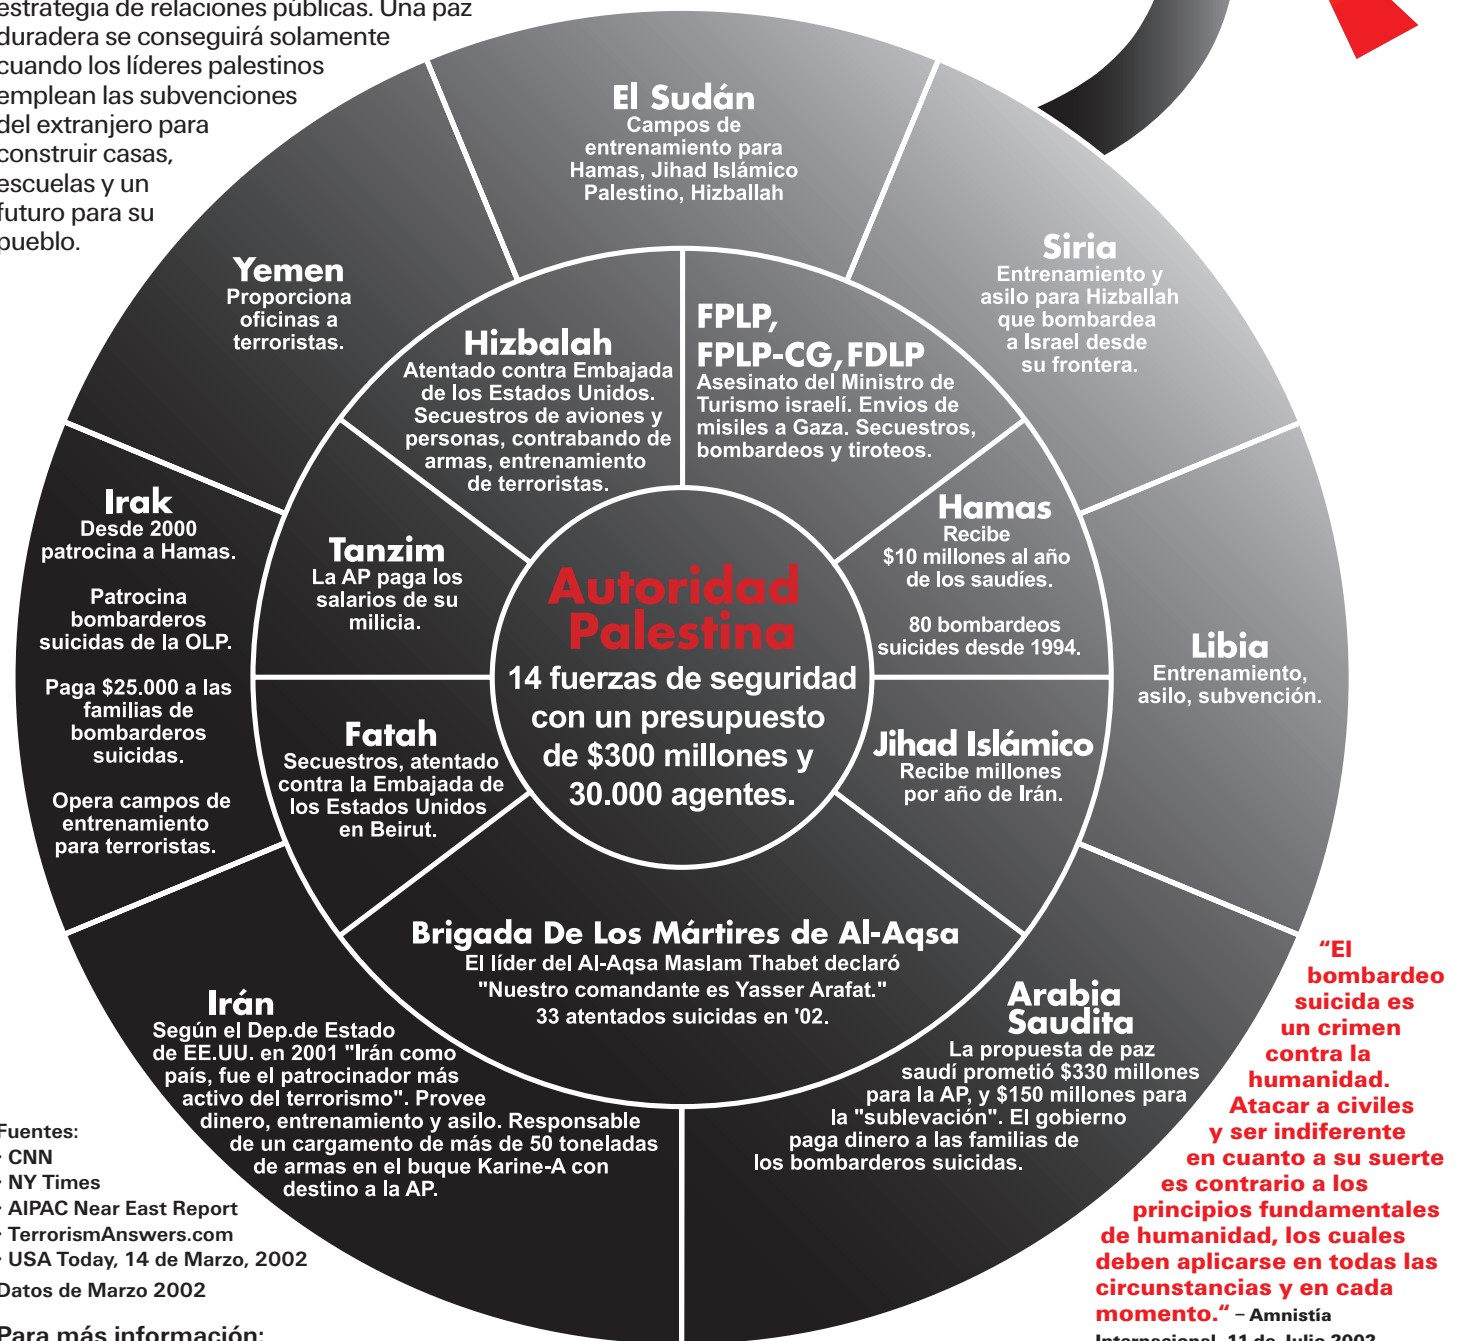 estrategia de relaciones públicas. Una paz
duradera se conseguirá solamente
cuando los líderes palestinos
emplean las subvenciones
del extranjero para
construir casas,
escuelas y un
futuro para su
pueblo.
El Sudán
Campos de
entrenamiento para
Hamas, Jihad Islámico
Palestino, Hizballah
Siria
Entrenamiento y
asilo para Hizballah
que bombardea
a Israel desde
su frontera.
Yemen
Proporciona
oficinas a
terroristas.
Hizbalah
Atentado contra Embajada
de los Estados Unidos.
Secuestros de aviones y
personas, contrabando de
armas, entrenamiento
de terroristas.
FPLP,
FPLP-CG, FDLP
Asesinato del Ministro de
Turismo israelí. Envios de
misiles a Gaza. Secuestros,
bombardeos y tiroteos.
Irak
Desde 2000
patrocina a Hamas.
Patrocina
bombarderos
suicidas de la OLP.
Paga $25.000 a las
familias de
bombarderos
suicidas.
Opera campos de
entrenamiento
para terroristas.
Tanzim
La AP paga los
salarios de su
milicia.
Hamas
Recibe
$10 millones al año
de los saudíes.
80 bombardeos
suicides desde 1994.
Autoridad
Palestina
14 fuerzas de seguridad
con un presupuesto
de $300 millones y
30.000 agentes.
Libia
Entrenamiento,
asilo, subvención.
Fatah
Secuestros, atentado
contra la Embajada de
los Estados Unidos
en Beirut.
Jihad Islámico
Recibe millones
por año de Irán.
Brigada De Los Mártires de Al-Aqsa
El líder del Al-Aqsa Maslam Thabet declaró
"Nuestro comandante es Yasser Arafat."
33 atentados suicidas en '02.
Irán
Según el Dep.de Estado
de EE.UU. en 2001 "Irán como
país, fue el patrocinador más
activo del terrorismo". Provee
dinero, entrenamiento y asilo. Responsable
de un cargamento de más de 50 toneladas
de armas en el buque Karine-A con
destino a la AP.
Arabia
Saudita
La propuesta de paz
saudí prometió $330 millones
para la AP, y $150 millones para
la "sublevación". El gobierno
paga dinero a las familias de
los bombarderos suicidas.
“El
bombardeo
suicida es
un crimen
contra la
humanidad.
Atacar a civiles
y ser indiferente
en cuanto a su suerte
es contrario a los
principios fundamentales
de humanidad, los cuales
deben aplicarse en todas las
circunstancias y en cada
momento.“ – Amnistía
Internacional, 11 de Julio 2002
Fuentes:
· CNN
· NY Times
· AIPAC Near East Report
· TerrorismAnswers.com
· USA Today, 14 de Marzo, 2002
Datos de Marzo 2002
Para más información: